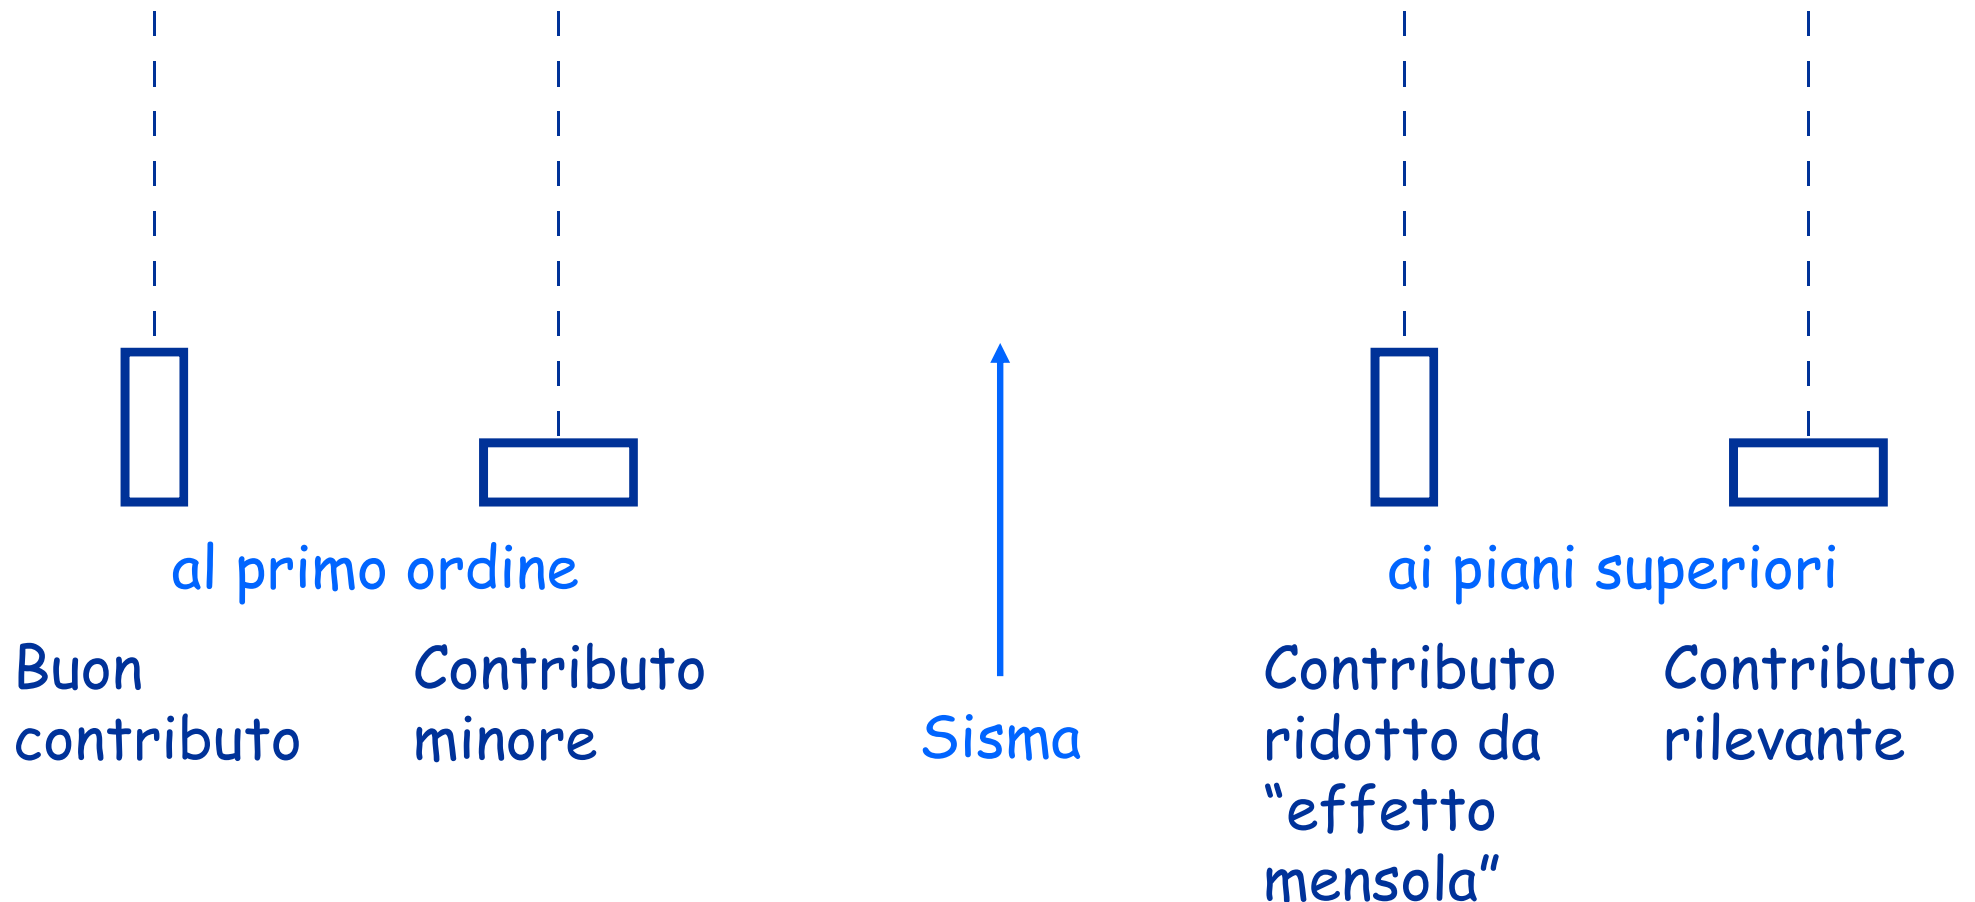 al primo ordine
Buon
contributo
Contributo
minore
Sisma
ai piani superiori
Contributo
ridotto da
“effetto
mensola”
Contributo
rilevante